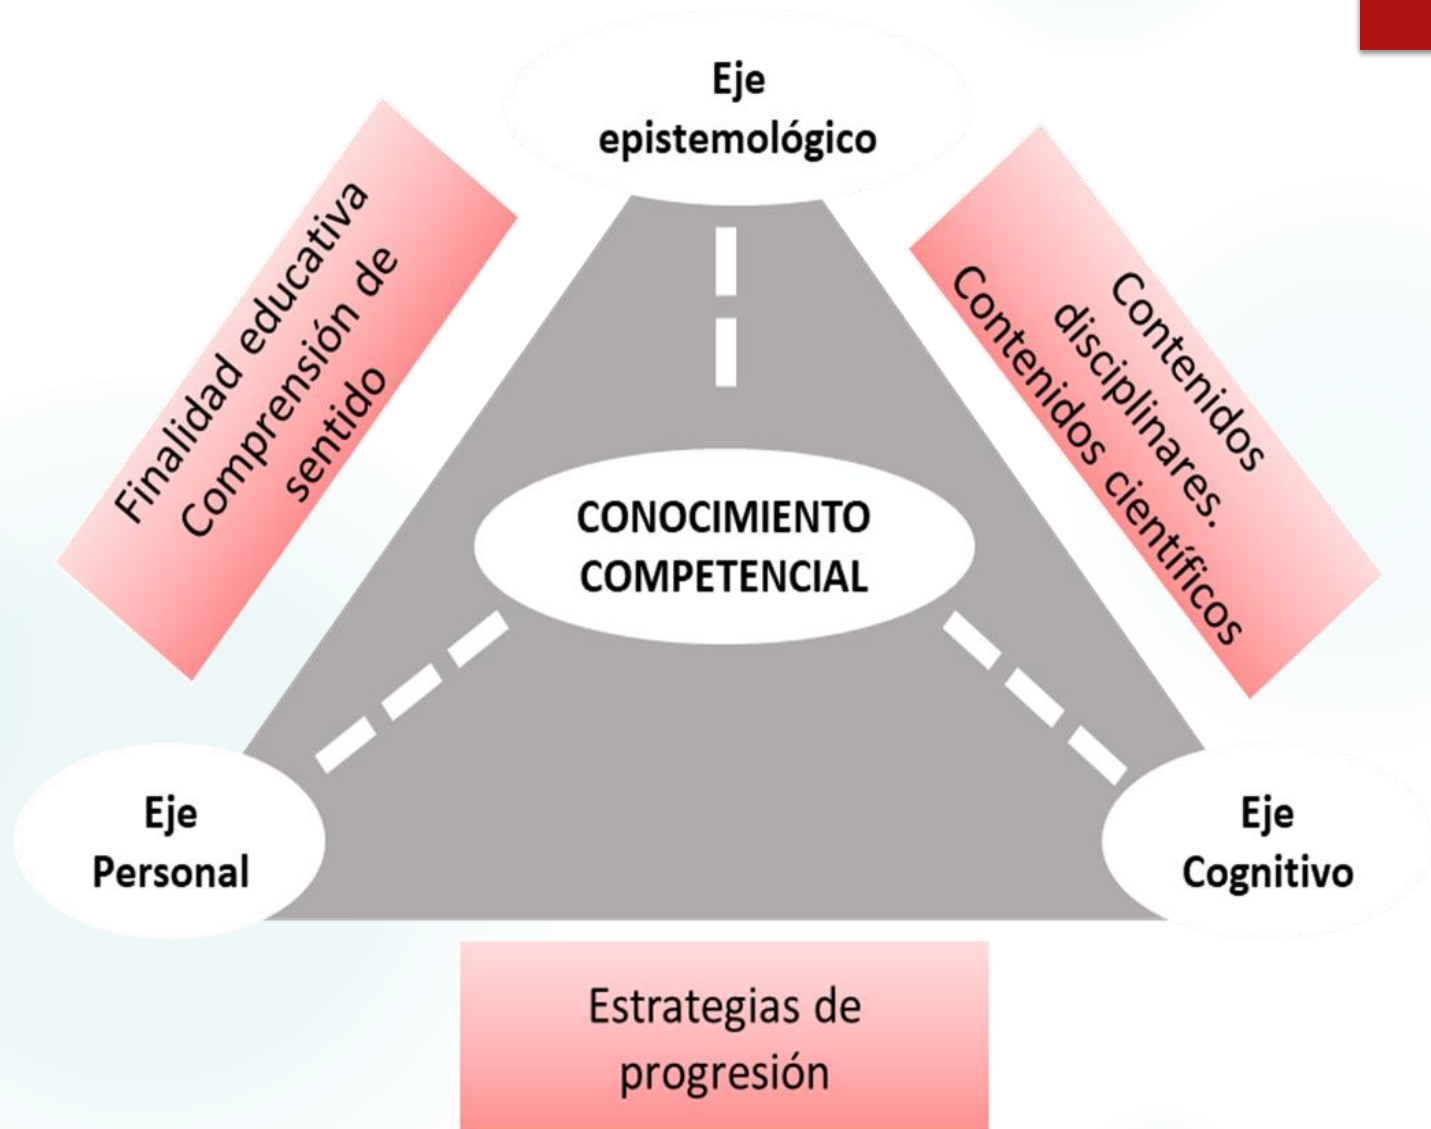 Eje
epistemológico
Finalidad educativa
Comprensión de
sentido
Contenidos
disciplinares.
Contenidos científicos
CONOCIMIENTO
COMPETENCIAL
Eje
Personal
Eje
Cognitivo
Estrategias de
progresión